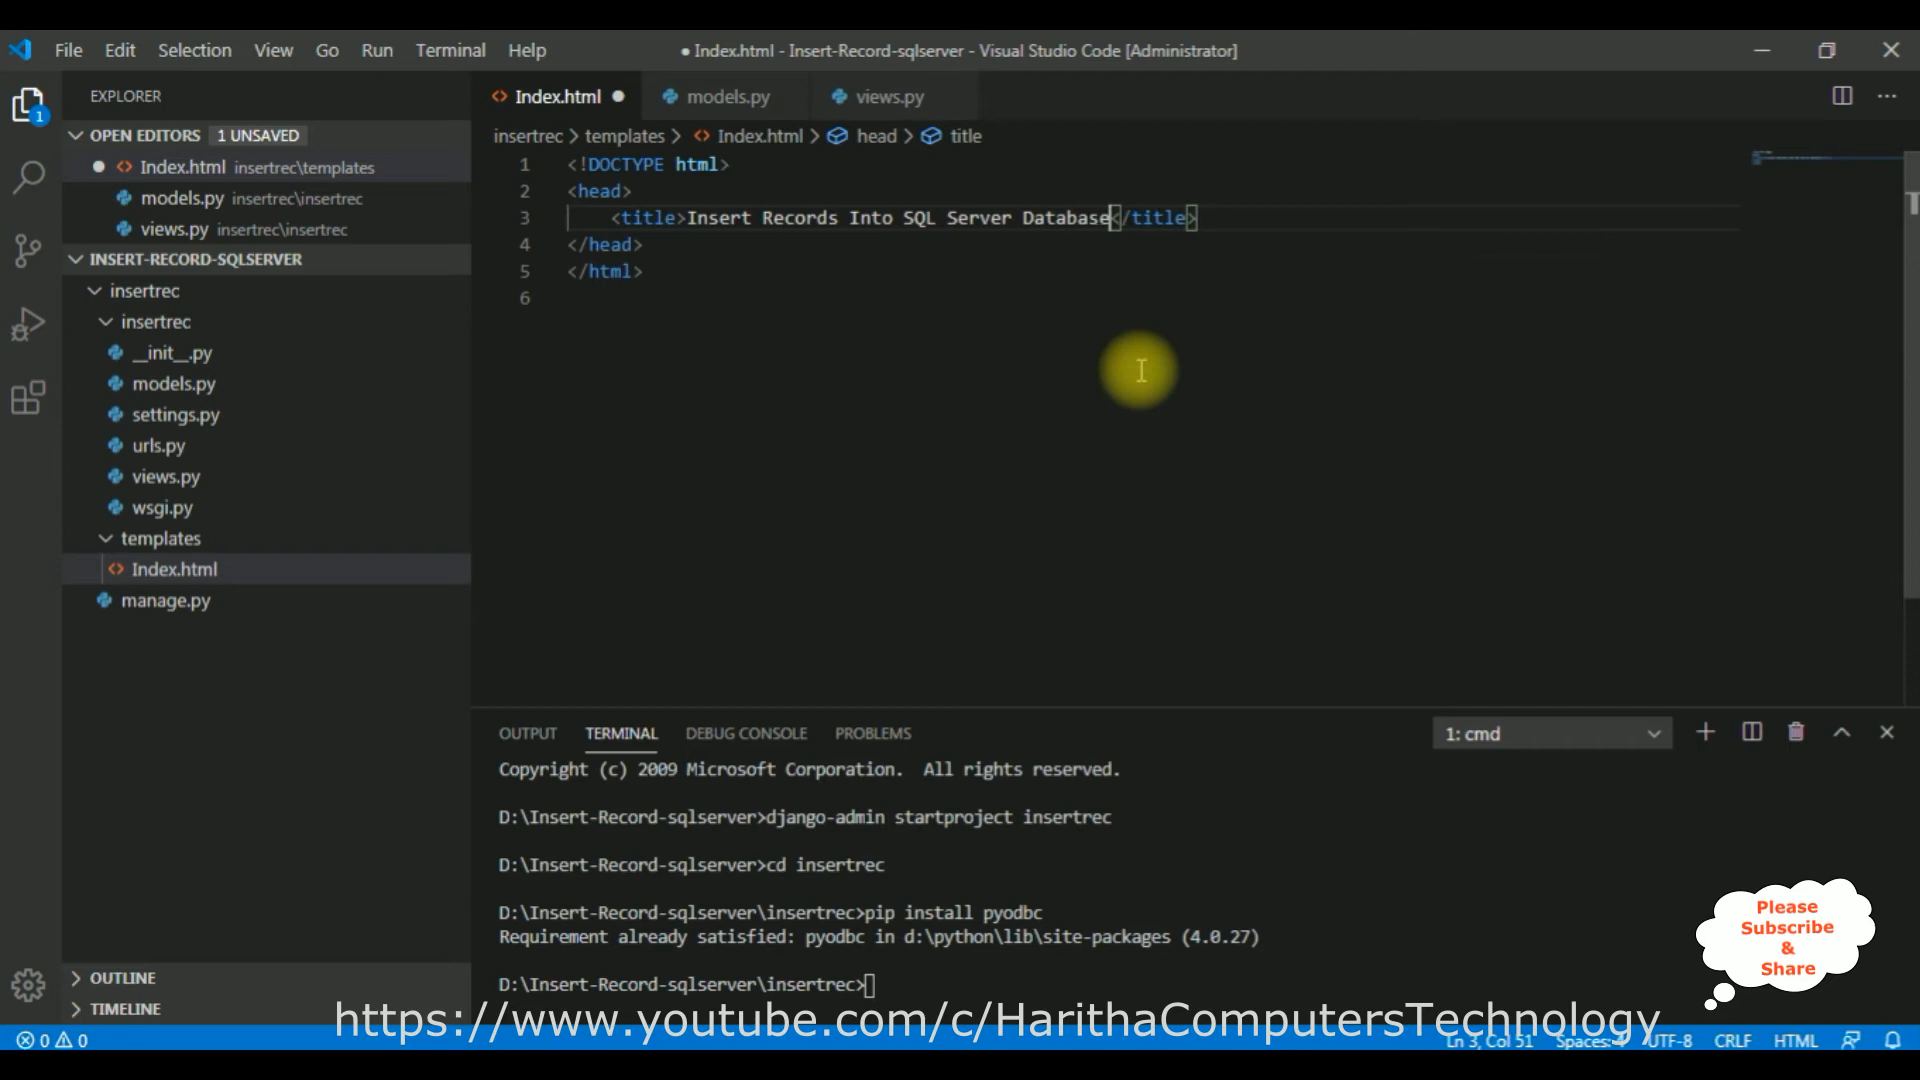 File Edit Selection View Go Run Terminal Help
● Index.html - Insert-Record-sqlserver - Visual Studio Code [Administrator]
EXPLORER
Index.html
models.py
views.py
1
OPEN EDITORS 1 UNSAVED
Index.html insertrec\templates
models.py insertrec\insertrec
views.py insertrec\insertrec
INSERT-RECORD-SQLSERVER
insertrec
insertrec
__init__.py
models.py
settings.py
urls.py
views.py
wsgi.py
templates
Index.html
manage.py
OUTLINE
TIMELINE
insertrec > templates > Index.html > head > title
1 <!DOCTYPE html>
2 <head>
3 <title>Insert Records Into SQL Server Database</title>
4 </head>
5 </html>
6
OUTPUT TERMINAL DEBUG CONSOLE PROBLEMS
1: cmd
Copyright (c) 2009 Microsoft Corporation. All rights reserved.
D:\Insert-Record-sqlserver>django-admin startproject insertrec
D:\Insert-Record-sqlserver>cd insertrec
D:\Insert-Record-sqlserver\insertrec>pip install pyodbc
Requirement already satisfied: pyodbc in d:\python\lib\site-packages (4.0.27)
D:\Insert-Record-sqlserver\insertrec>
Please
Subscribe
&
Share
https://www.youtube.com/c/HarithaComputersTechnology
0 0
Ln 3, Col 51 Spaces: 4 UTF-8 CRLF HTML